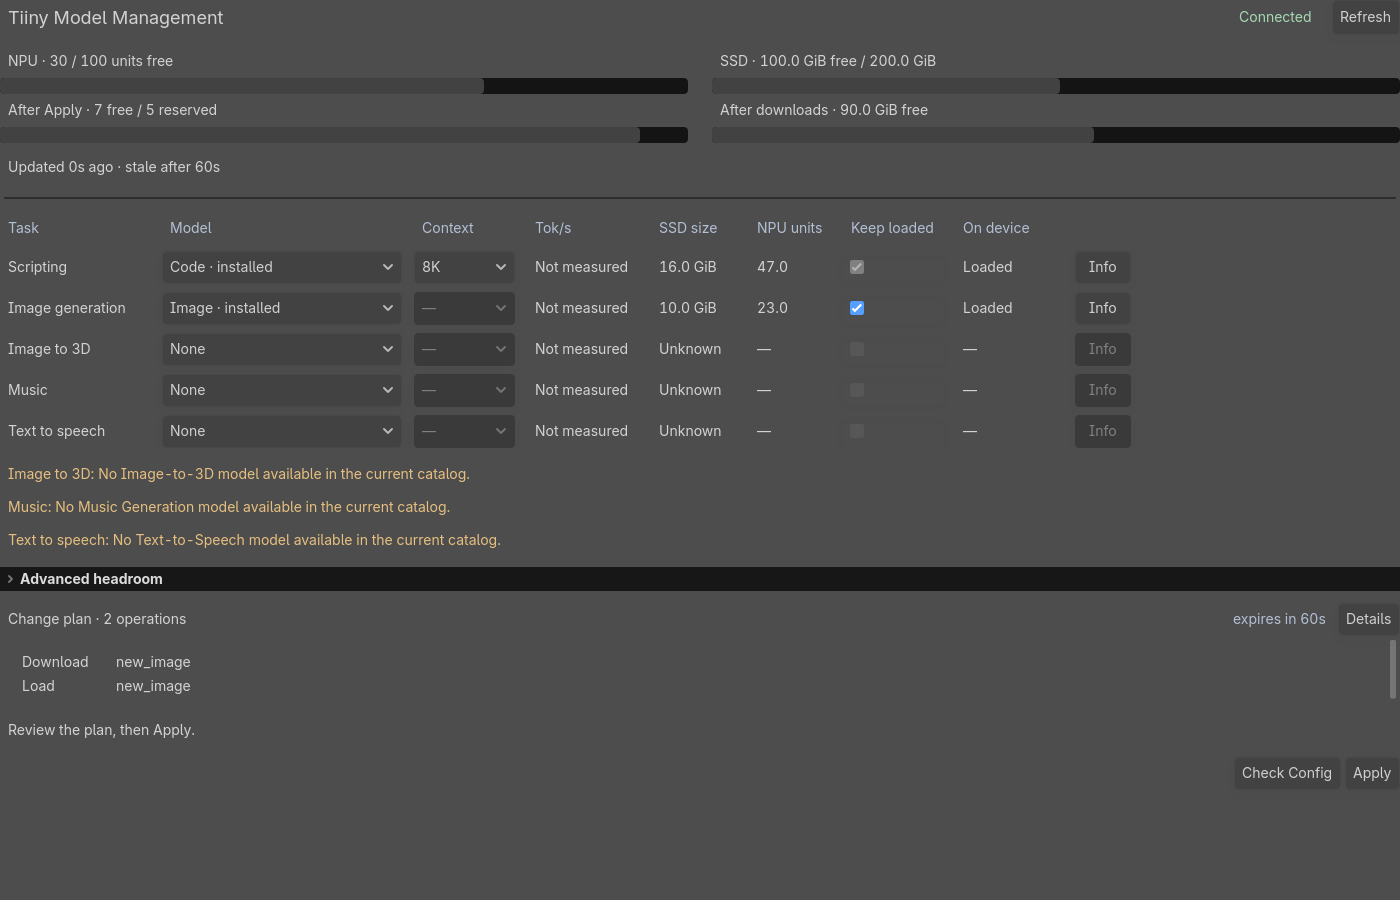 Tiiny Model Management Connected Refresh
NPU · 30 / 100 units free SSD · 100.0 GiB free / 200.0 GiB
After Apply · 7 free / 5 reserved After downloads · 90.0 GiB free
Updated 0s ago · stale after 60s
Task Model Context Tok/s SSD size NPU units Keep loaded On device
Scripting Code · installed 8K Not measured 16.0 GiB 47.0 Loaded Info
Image generation Image · installed — Not measured 10.0 GiB 23.0 Loaded Info
Image to 3D None — Not measured Unknown — — Info
Music None — Not measured Unknown — — Info
Text to speech None — Not measured Unknown — — Info
Image to 3D: No Image-to-3D model available in the current catalog.
Music: No Music Generation model available in the current catalog.
Text to speech: No Text-to-Speech model available in the current catalog.
Advanced headroom
Change plan · 2 operations expires in 60s Details
Download new_image
Load new_image
Review the plan, then Apply.
Check Config Apply